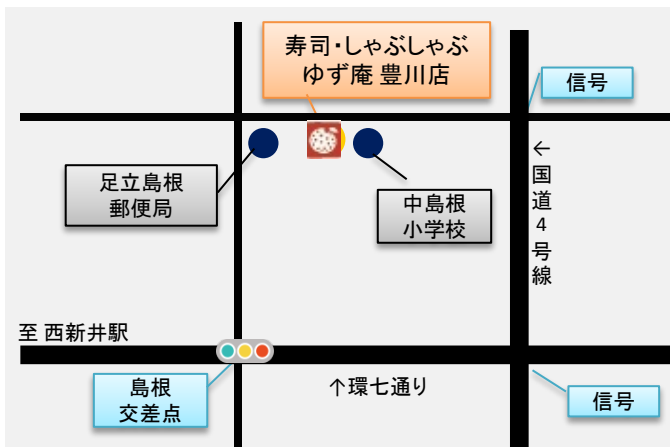 寿司・しゃぶしゃぶ
ゆず庵 豊川店
信号
足立島根
郵便局
中島根
小学校
←国道4号線
至 西新井駅
島根
交差点
↑環七通り
信号